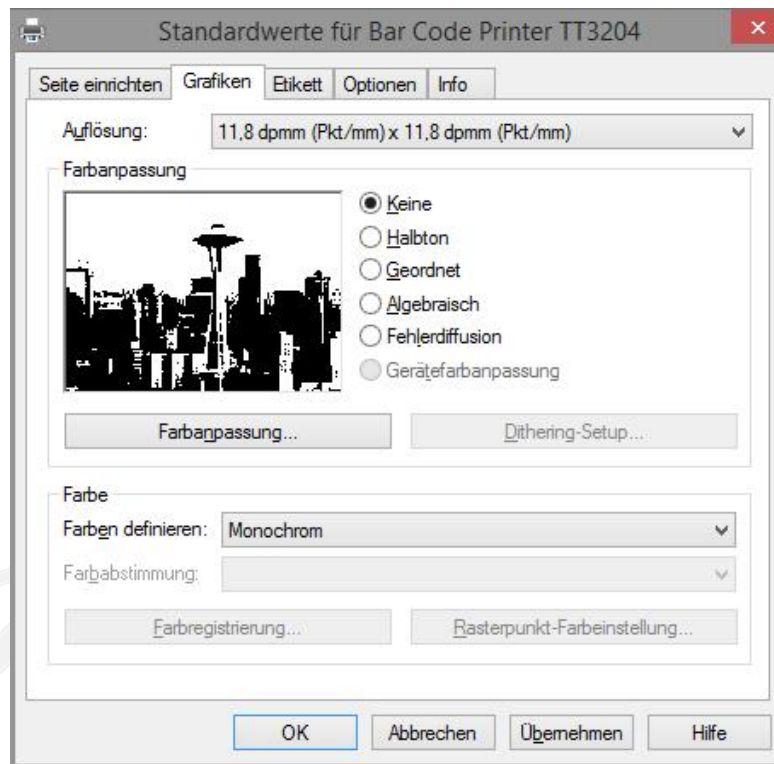 Standardwerte für Bar Code Printer TT3204
Seite einrichten Grafiken Etikett Optionen Info
Auflösung: 11,8 dpmm (Pkt/mm) x 11,8 dpmm (Pkt/mm)
Farbanpassung
Keine
Halbton
Geordnet
Algebraisch
Fehlerdiffusion
Gerätefarbanpassung
Farbanpassung... Dithering-Setup...
Farbe
Farben definieren: Monochrom
Farbabstimmung:
Farbregistrierung... Rasterpunkt-Farbeinstellung...
OK Abbrechen Übernehmen Hilfe